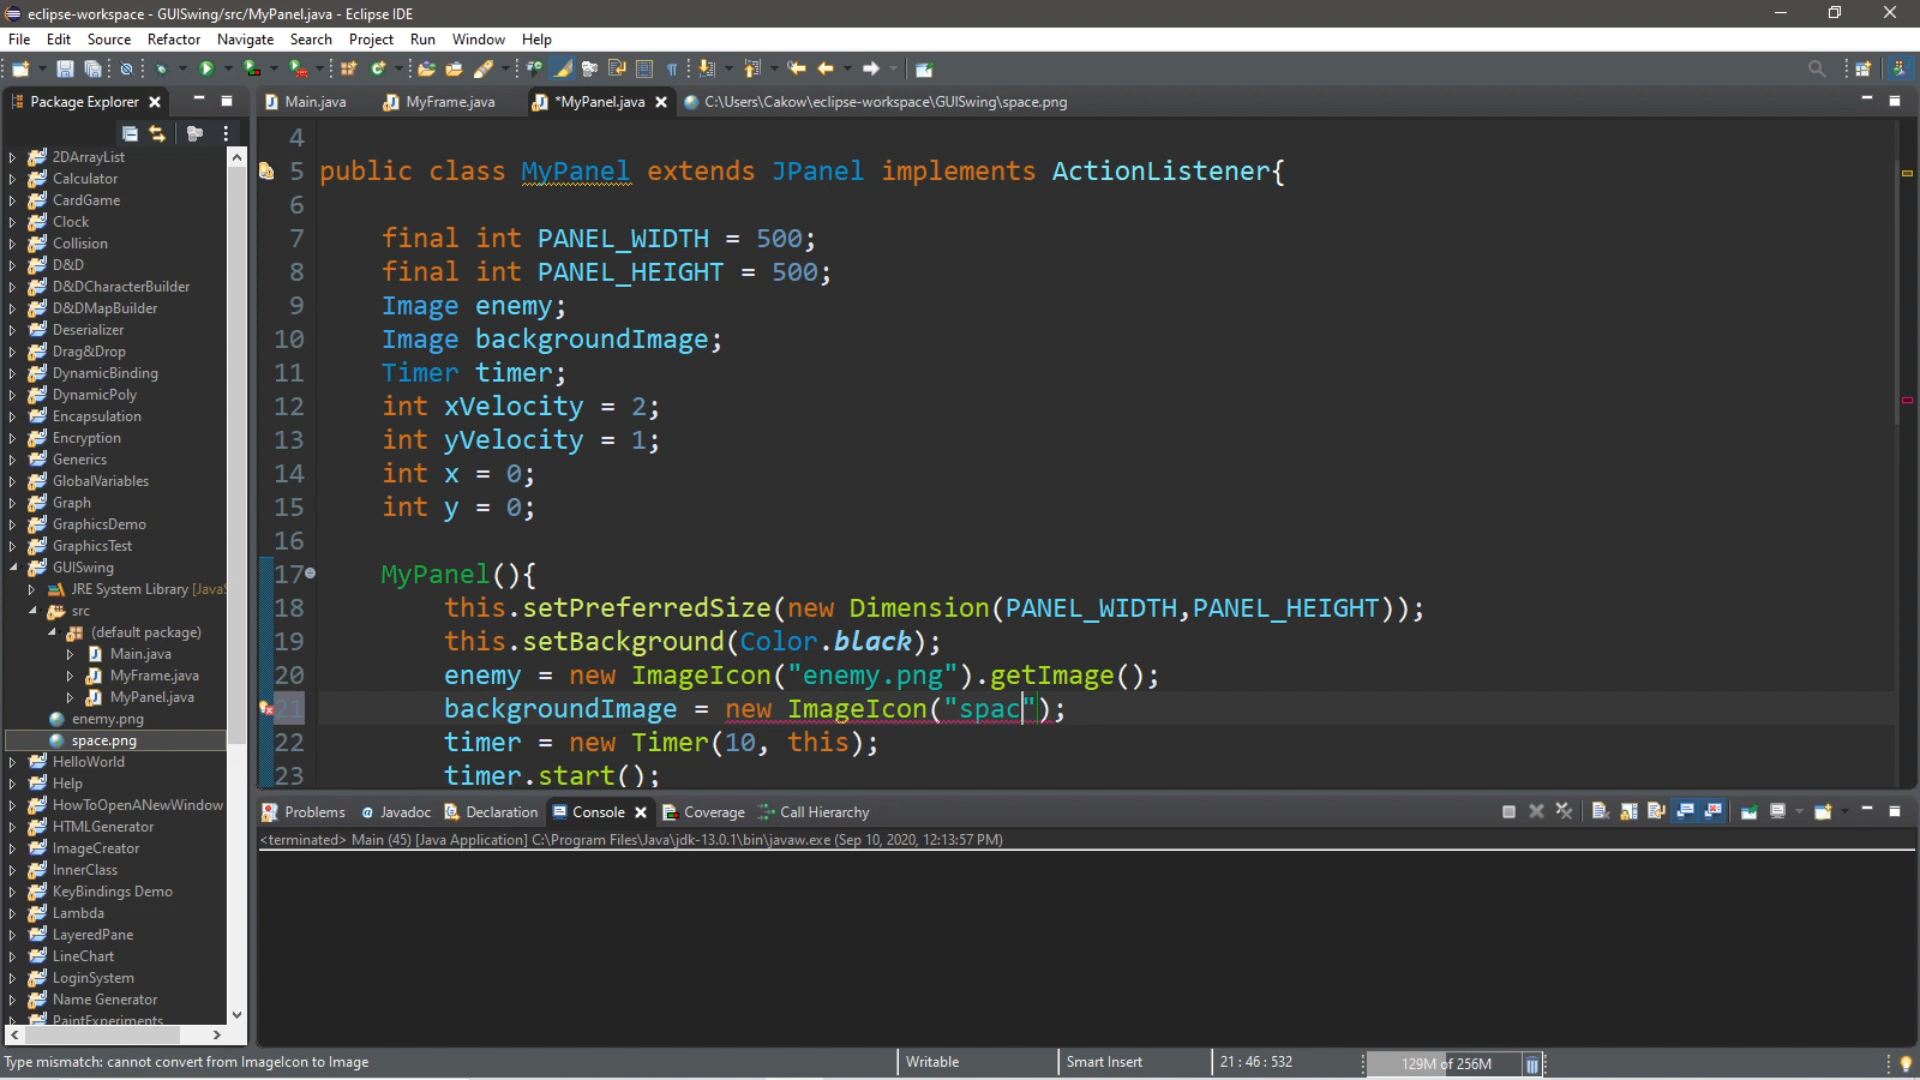 eclipse-workspace - GUISwing/src/MyPanel.java - Eclipse IDE
File Edit Source Refactor Navigate Search Project Run Window Help
Package Explorer
Main.java MyFrame.java *MyPanel.java C:\Users\Cakow\eclipse-workspace\GUISwing\space.png
2DArrayList
Calculator
CardGame
Clock
Collision
D&D
D&DCharacterBuilder
D&DMapBuilder
Deserializer
Drag&Drop
DynamicBinding
DynamicPoly
Encapsulation
Encryption
Generics
GlobalVariables
Graph
GraphicsDemo
GraphicsTest
GUISwing
JRE System Library [JavaS
src
(default package)
Main.java
MyFrame.java
MyPanel.java
enemy.png
space.png
HelloWorld
Help
HowToOpenANewWindow
HTMLGenerator
ImageCreator
InnerClass
KeyBindings Demo
Lambda
LayeredPane
LineChart
LoginSystem
Name Generator
PaintExperiments
4
5 public class MyPanel extends JPanel implements ActionListener{
6
7 final int PANEL_WIDTH = 500;
8 final int PANEL_HEIGHT = 500;
9 Image enemy;
10 Image backgroundImage;
11 Timer timer;
12 int xVelocity = 2;
13 int yVelocity = 1;
14 int x = 0;
15 int y = 0;
16
17 MyPanel(){
18 this.setPreferredSize(new Dimension(PANEL_WIDTH,PANEL_HEIGHT));
19 this.setBackground(Color.black);
20 enemy = new ImageIcon("enemy.png").getImage();
21 backgroundImage = new ImageIcon("spac");
22 timer = new Timer(10, this);
23 timer.start();
Problems Javadoc Declaration Console Coverage Call Hierarchy
<terminated> Main (45) [Java Application] C:\Program Files\Java\jdk-13.0.1\bin\javaw.exe (Sep 10, 2020, 12:13:57 PM)
Type mismatch: cannot convert from ImageIcon to Image Writable Smart Insert 21 : 46 : 532 129M of 256M